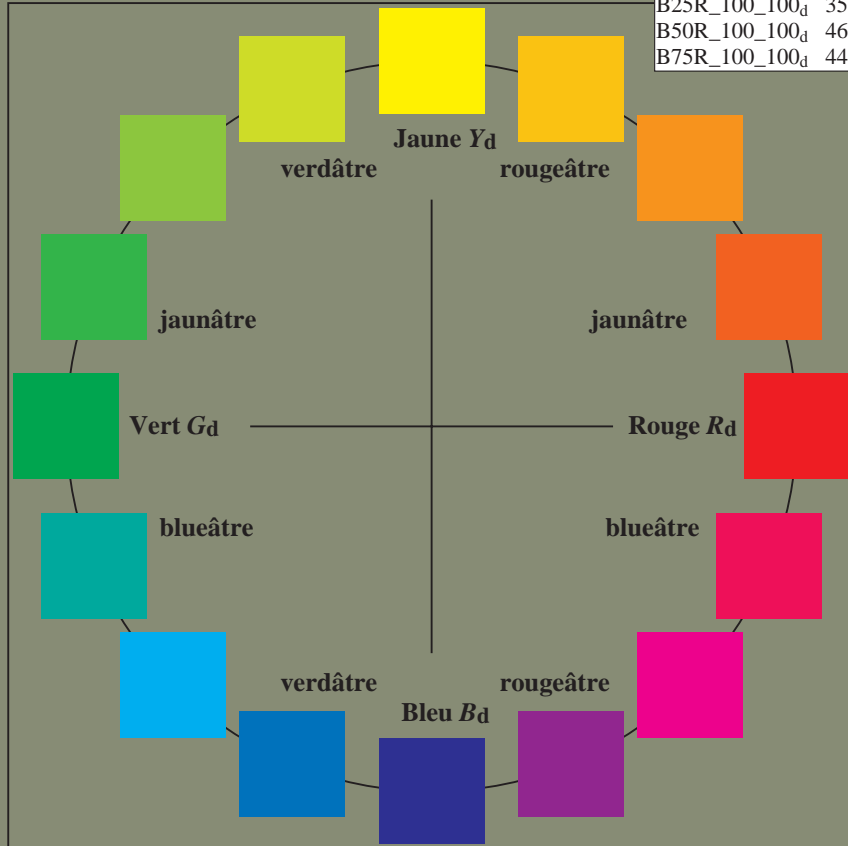 B25R_100_100d 35
B50R_100_100d 46
B75R_100_100d 44
Jaune Yd
verdâtre rougeâtre
jaunâtre jaunâtre
Vert Gd Rouge Rd
blueâtre blueâtre
verdâtre rougeâtre
Bleu Bd